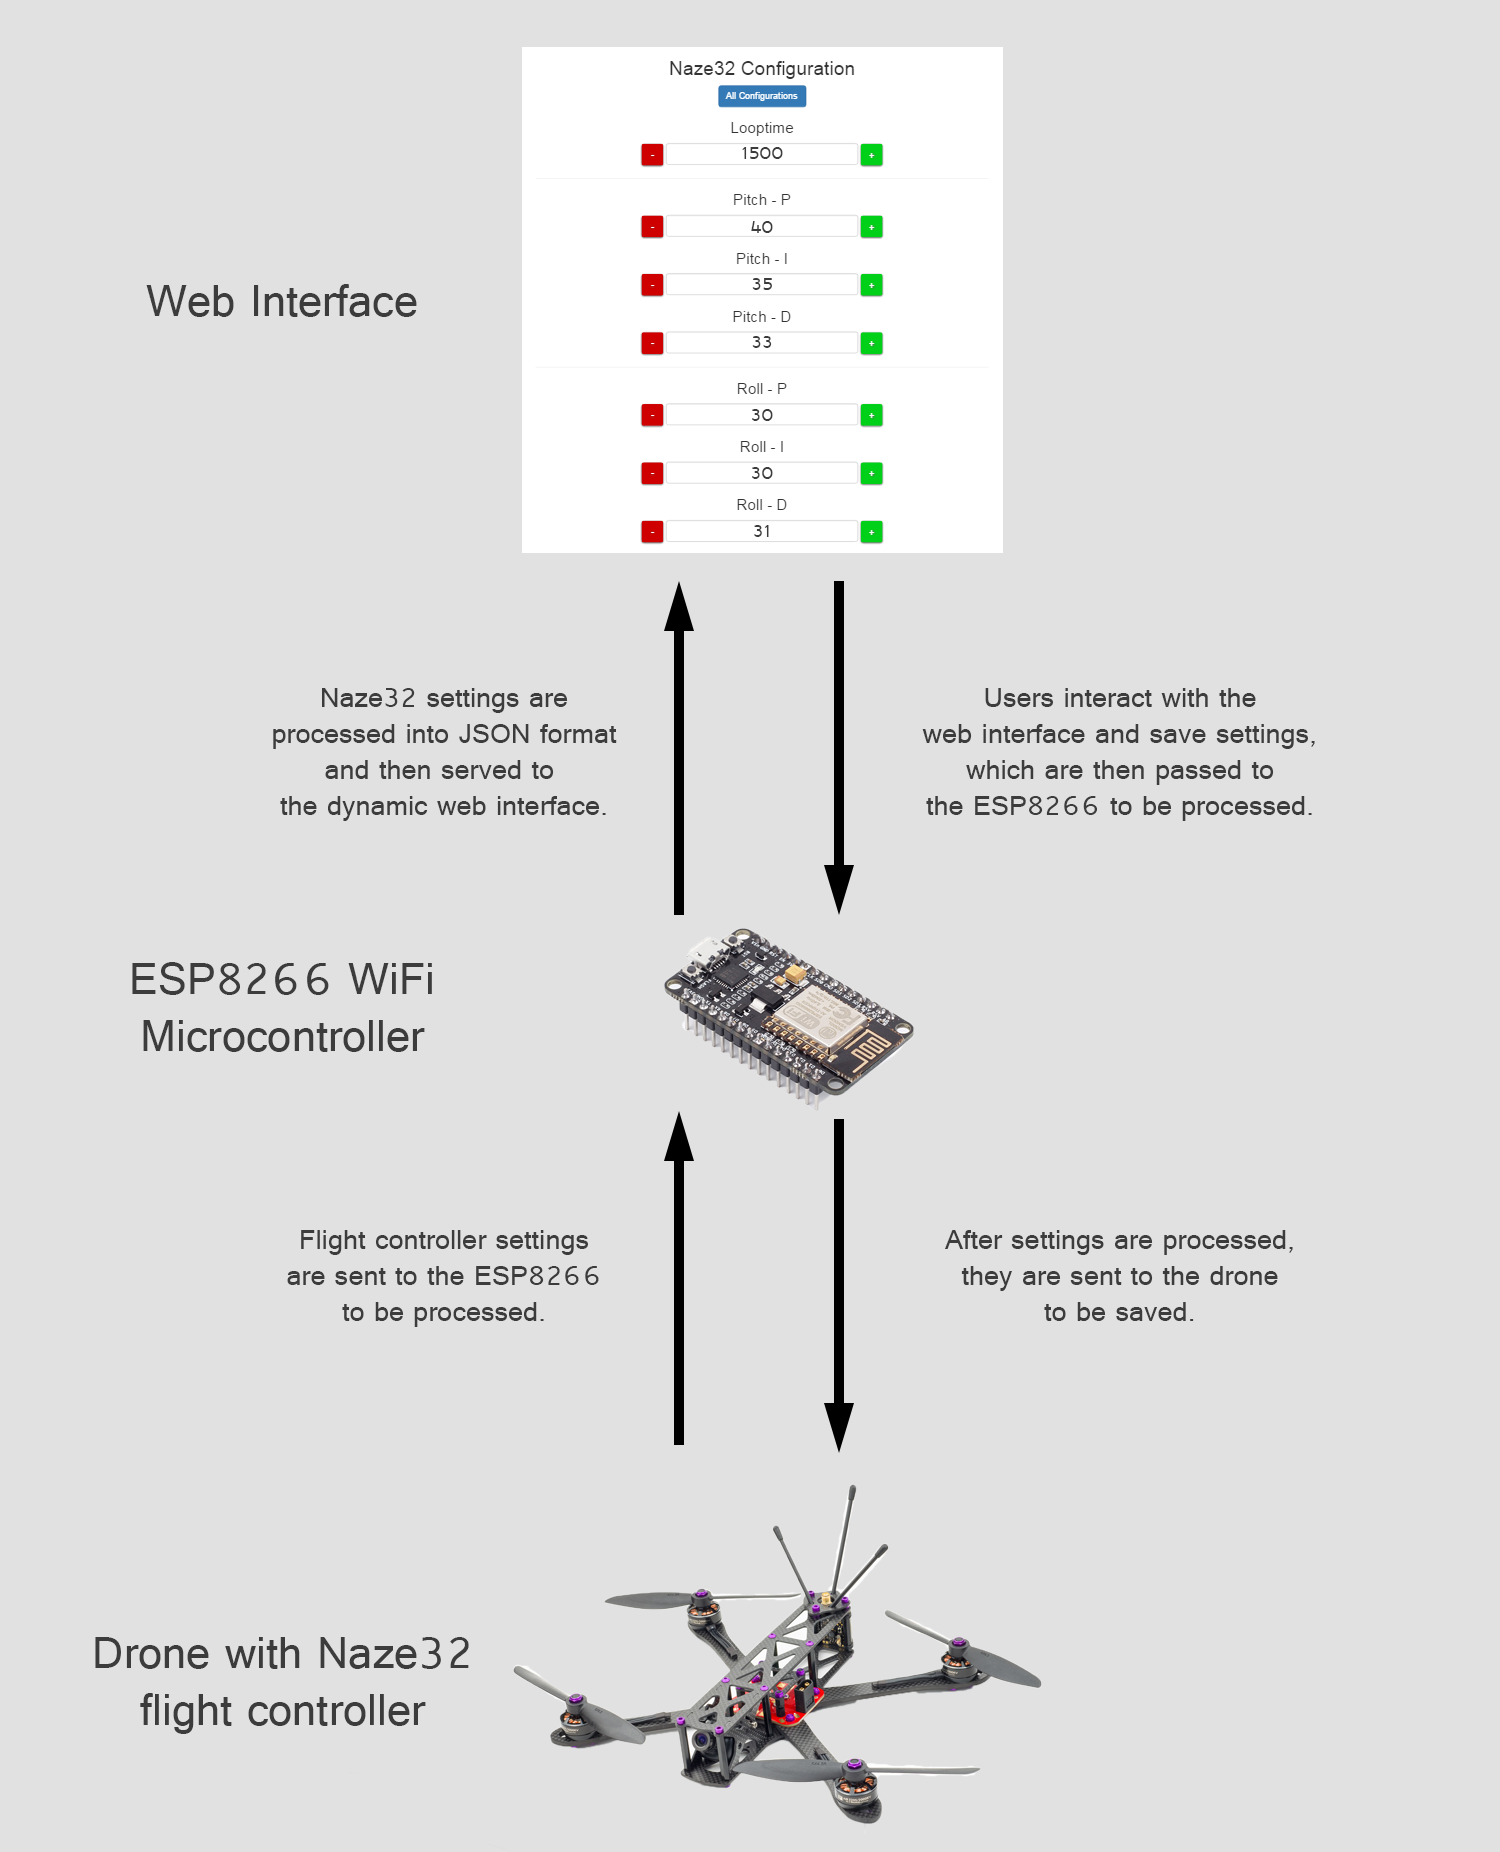 Naze32 Configuration
All Configurations
Looptime
-
1500
+
Pitch - P
-
40
+
Pitch - I
-
35
+
Pitch - D
-
33
+
Roll - P
-
30
+
Roll - I
-
30
+
Roll - D
-
31
+
Web Interface
Naze32 settings are
processed into JSON format
and then served to
the dynamic web interface.
Users interact with the
web interface and save settings,
which are then passed to
the ESP8266 to be processed.
ESP8266 WiFi
Microcontroller
Flight controller settings
are sent to the ESP8266
to be processed.
After settings are processed,
they are sent to the drone
to be saved.
Drone with Naze32
flight controller